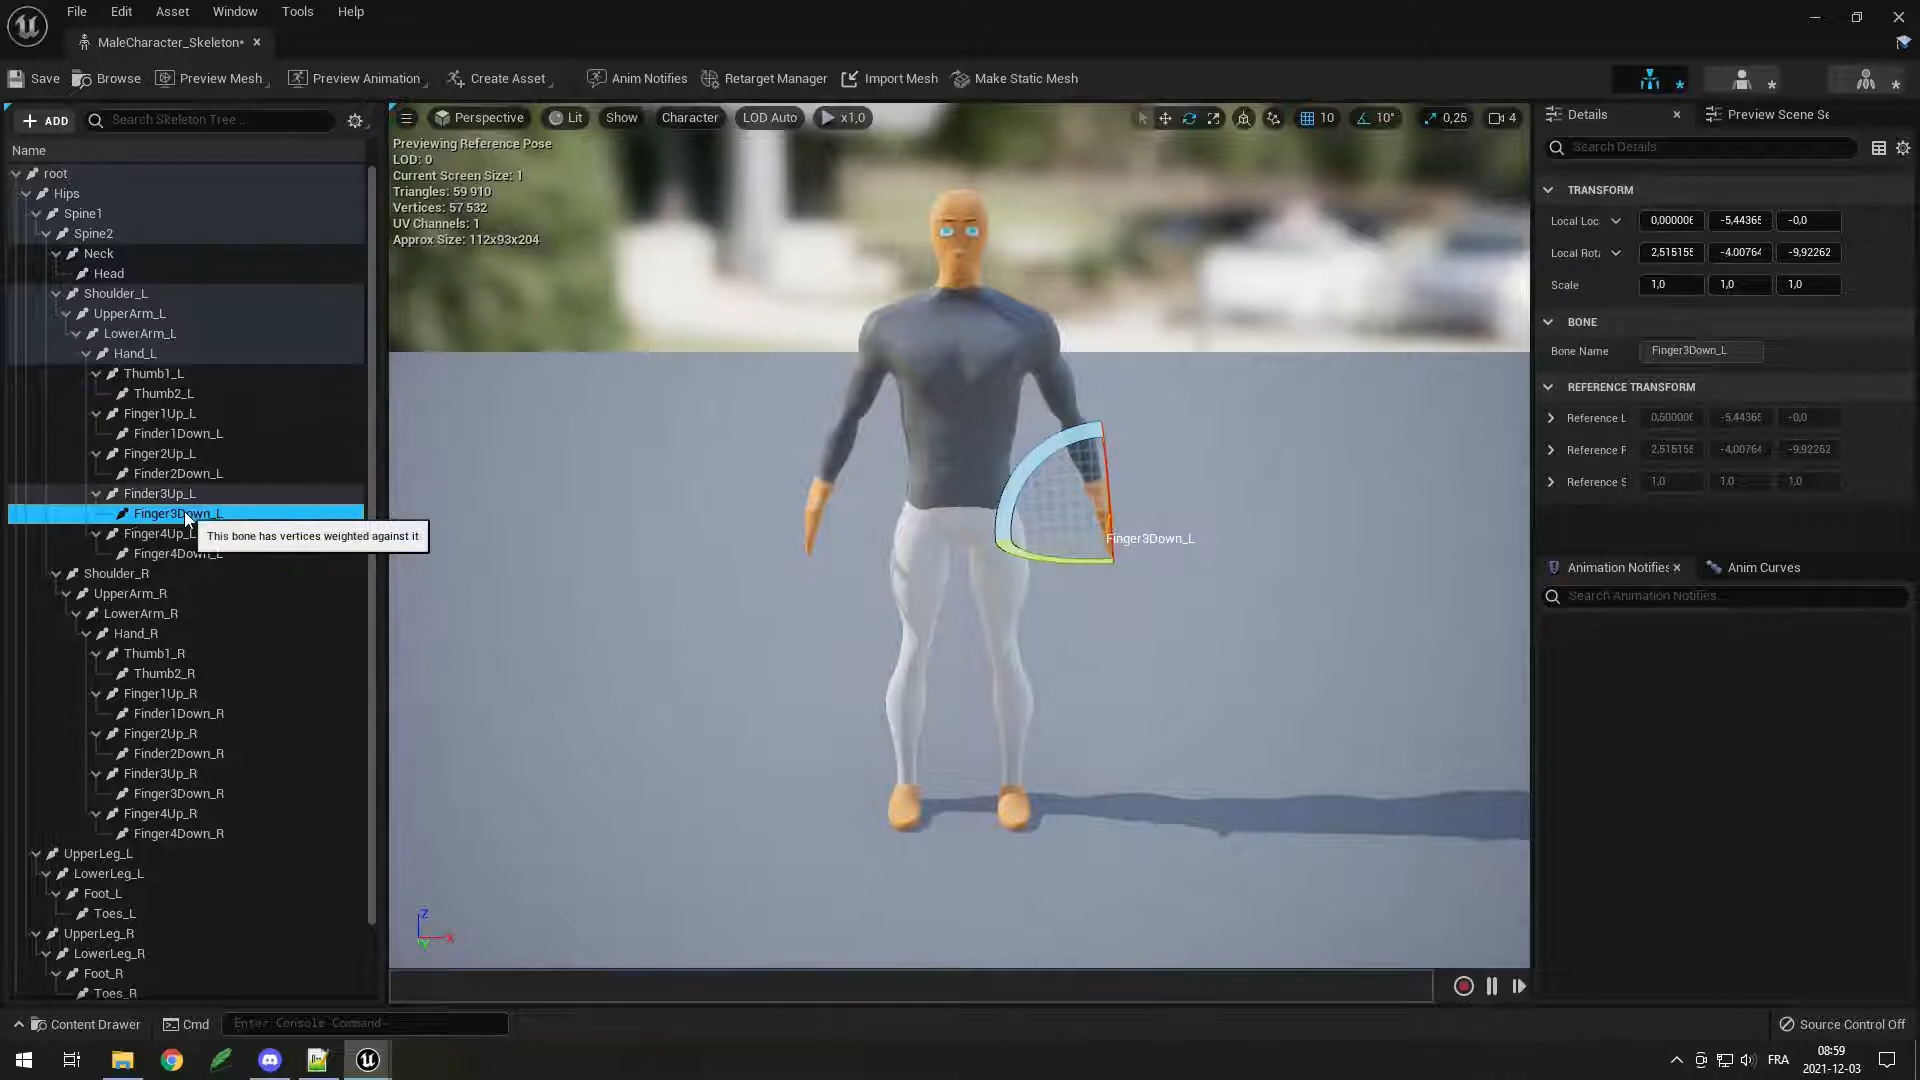 File Edit Asset Window Tools Help
MaleCharacter_Skeleton*
Save Browse Preview Mesh Preview Animation Create Asset Anim Notifies Retarget Manager Import Mesh Make Static Mesh
ADD Search Skeleton Tree ..
Name
root
Hips
Spine1
Spine2
Neck
Head
Shoulder_L
UpperArm_L
LowerArm_L
Hand_L
Thumb1_L
Thumb2_L
Finger1Up_L
Finder1Down_L
Finger2Up_L
Finder2Down_L
Finder3Up_L
Finger3Down_L
This bone has vertices weighted against it
Finger4Up_L
Finger4Down_L
Shoulder_R
UpperArm_R
LowerArm_R
Hand_R
Thumb1_R
Thumb2_R
Finger1Up_R
Finder1Down_R
Finger2Up_R
Finder2Down_R
Finder3Up_R
Finger3Down_R
Finger4Up_R
Finger4Down_R
UpperLeg_L
LowerLeg_L
Foot_L
Toes_L
UpperLeg_R
LowerLeg_R
Foot_R
Toes_R
Perspective Lit Show Character LOD Auto x1,0 10 10° 0,25 4
Previewing Reference Pose
LOD: 0
Current Screen Size: 1
Triangles: 59 910
Vertices: 57 532
UV Channels: 1
Approx Size: 112x93x204
Finger3Down_L
Z
X
Y
Details Preview Scene Se
Search Details
TRANSFORM
Local Loc 0,000006 -5,44365 -0,0
Local Rot: 2,515155 -4,00764 -9,92262
Scale 1,0 1,0 1,0
BONE
Bone Name Finger3Down_L
REFERENCE TRANSFORM
Reference L -5,44365 -0,0
Reference F 2,515155 -4,00764 -9,92262
Reference S 1,0 1,0 1,0
Animation Notifies Anim Curves
Search Animation Notifies..
Content Drawer Cmd Enter Console Command Source Control Off
FRA 08:59
2021-12-03